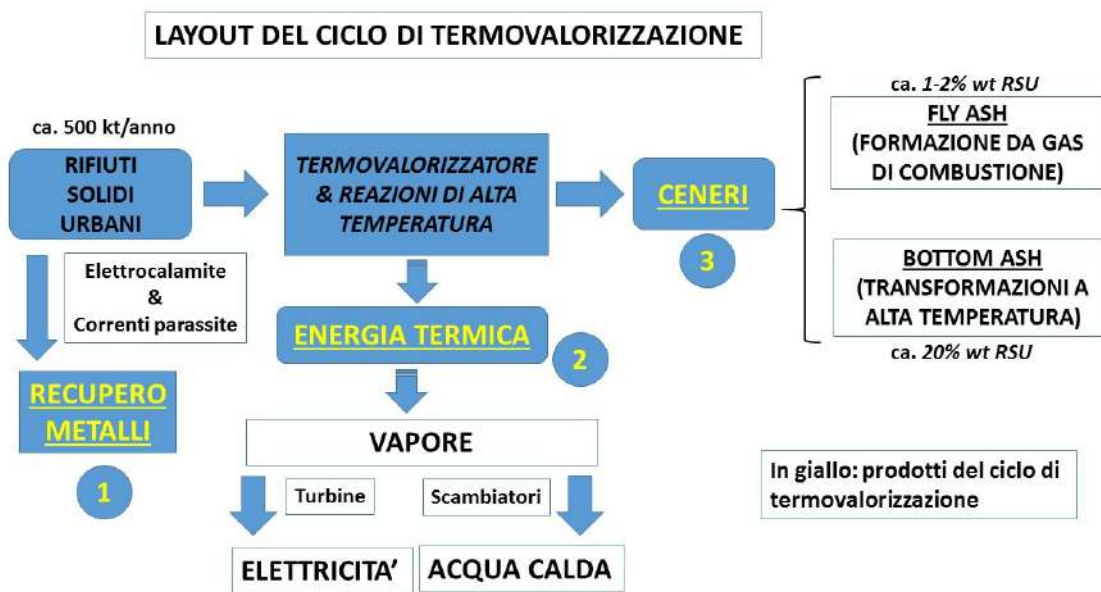 LAYOUT DEL CICLO DI TERMOVALORIZZAZIONE
ca. 500 kt/anno
RIFIUTI
SOLIDI
URBANI
TERMOVALORIZZATORE
& REAZIONI DI ALTA
TEMPERATURA
CENERI
3
ca. 1-2% wt RSU
FLY ASH
(FORMAZIONE DA GAS
DI COMBUSTIONE)
BOTTOM ASH
(TRANSFORMAZIONI A
ALTA TEMPERATURA)
ca. 20% wt RSU
Elettrocalamite
&
Correnti parassite
RECUPERO
METALLI
1
ENERGIA TERMICA
2
VAPORE
Turbine
Scambiatori
ELETTRICITA’
ACQUA CALDA
In giallo: prodotti del ciclo di
termovalorizzazione